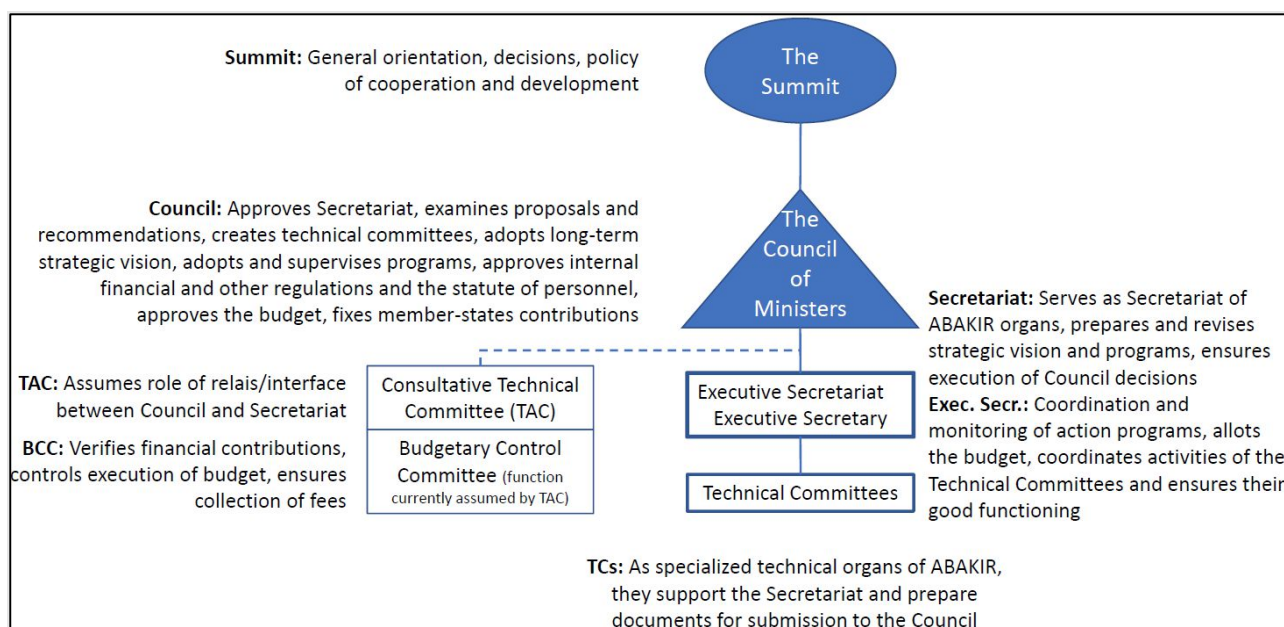 Summit: General orientation, decisions, policy
of cooperation and development
The
Summit
Council: Approves Secretariat, examines proposals and
recommendations, creates technical committees, adopts long-term
strategic vision, adopts and supervises programs, approves internal
financial and other regulations and the statute of personnel,
approves the budget, fixes member-states contributions
The
Council
of
Ministers
Secretariat: Serves as Secretariat of
ABAKIR organs, prepares and revises
strategic vision and programs, ensures
execution of Council decisions
Exec. Secr.: Coordination and
monitoring of action programs, allots
the budget, coordinates activities of the
Technical Committees and ensures their
good functioning
TAC: Assumes role of relais/interface
between Council and Secretariat
BCC: Verifies financial contributions,
controls execution of budget, ensures
collection of fees
Consultative Technical
Committee (TAC)
Budgetary Control
Committee (function
currently assumed by TAC)
Executive Secretariat
Executive Secretary
Technical Committees
TCs: As specialized technical organs of ABAKIR,
they support the Secretariat and prepare
documents for submission to the Council